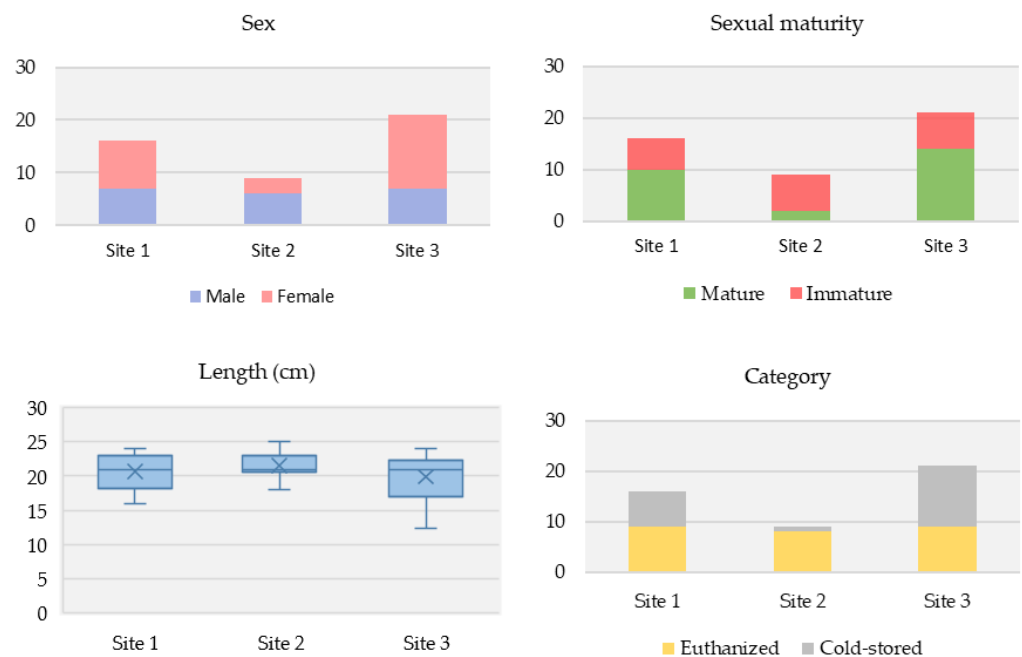 Sex
30
20
10
0
Site 1 Site 2 Site 3
Male Female
Sexual maturity
30
20
10
0
Site 1 Site 2 Site 3
Mature Immature
Length (cm)
30
25
20
15
10
5
0
Site 1 Site 2 Site 3
Category
30
20
10
0
Site 1 Site 2 Site 3
Euthanized Cold-stored